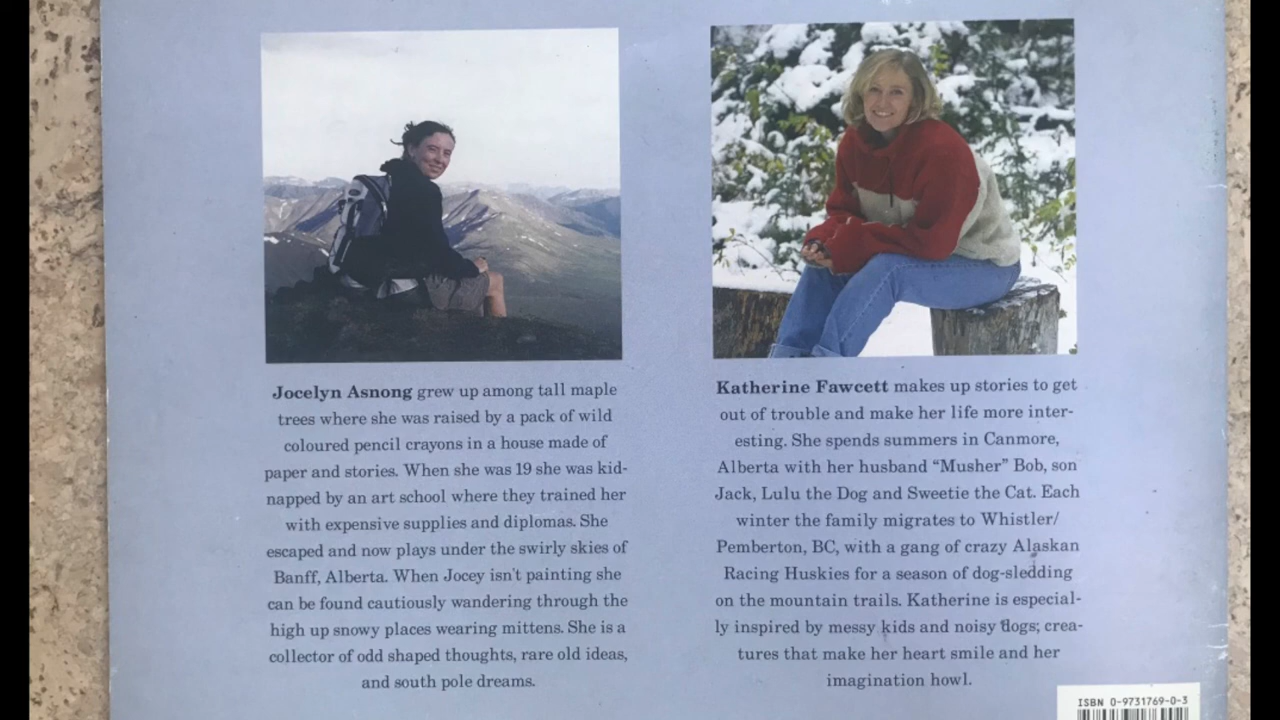 Jocelyn Asnong grew up among tall maple
trees where she was raised by a pack of wild
coloured pencil crayons in a house made of
paper and stories. When she was 19 she was kid-
napped by an art school where they trained her
with expensive supplies and diplomas. She
escaped and now plays under the swirly skies of
Banff, Alberta. When Jocey isn't painting she
can be found cautiously wandering through the
high up snowy places wearing mittens. She is a
collector of odd shaped thoughts, rare old ideas,
and south pole dreams.
Katherine Fawcett makes up stories to get
out of trouble and make her life more inter-
esting. She spends summers in Canmore,
Alberta with her husband “Musher” Bob, son
Jack, Lulu the Dog and Sweetie the Cat. Each
winter the family migrates to Whistler/
Pemberton, BC, with a gang of crazy Alaskan
Racing Huskies for a season of dog-sledding
on the mountain trails. Katherine is especial-
ly inspired by messy kids and noisy dogs; crea-
tures that make her heart smile and her
imagination howl.
ISBN 0-9731769-0-3